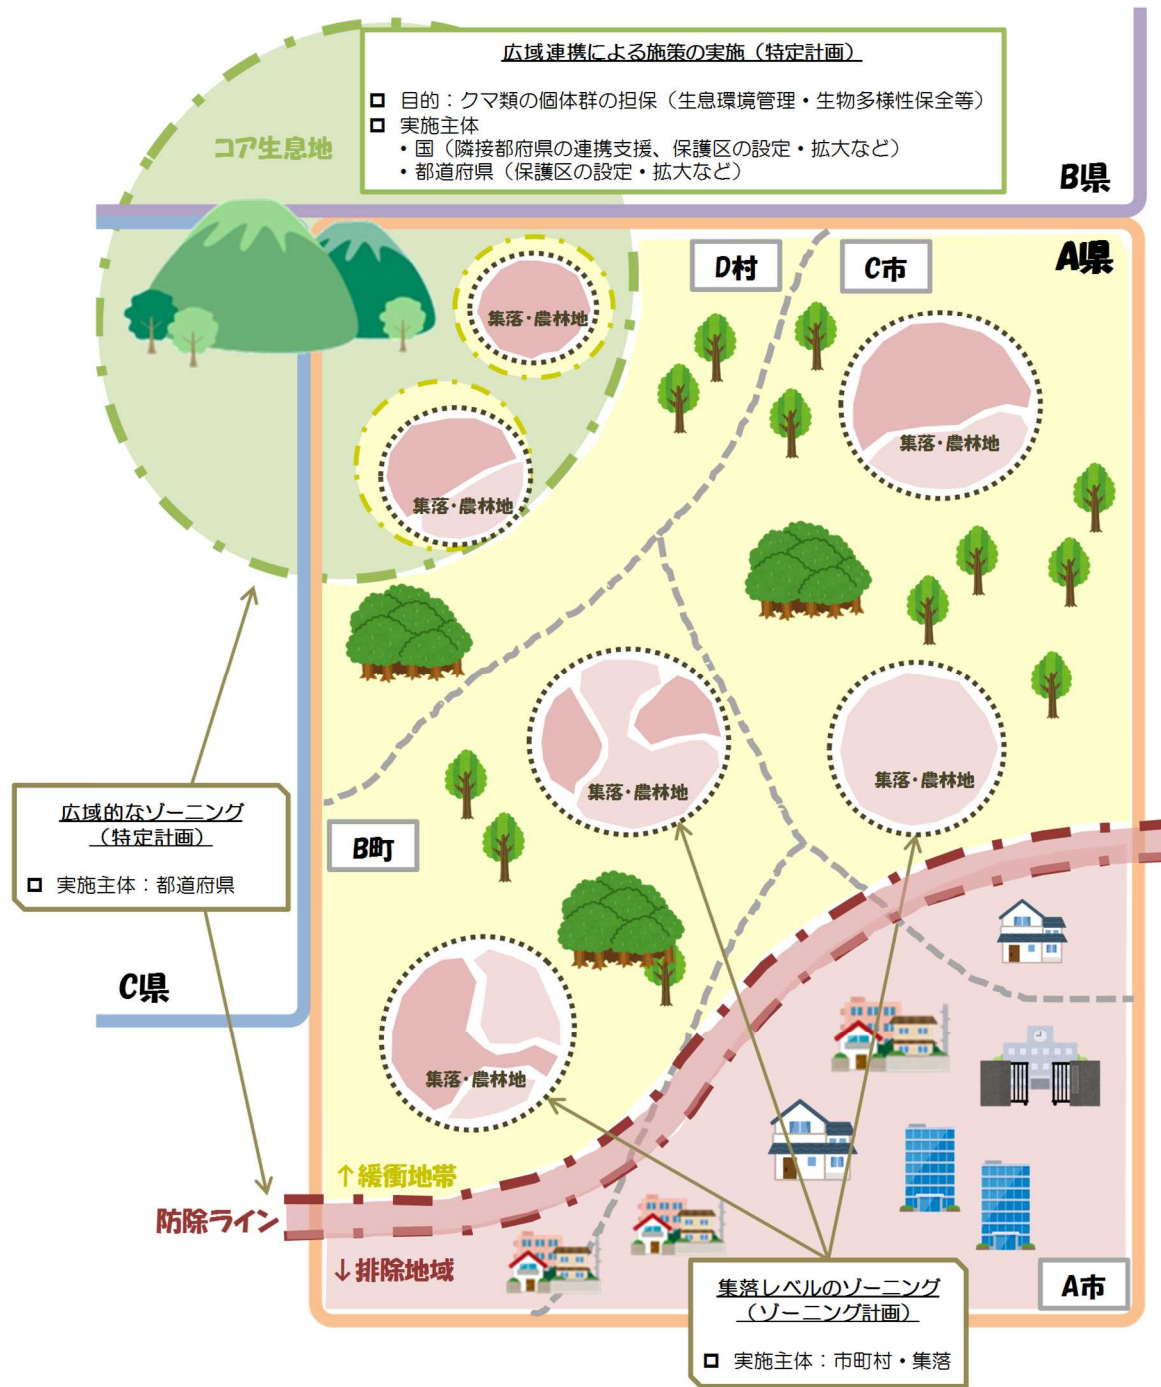 広域連携による施策の実施（特定計画）
目的：クマ類の個体群の担保（生息環境管理・生物多様性保全等）
実施主体
・国（隣接都府県の連携支援、保護区の設定・拡大など）
・都道府県（保護区の設定・拡大など）
コア生息地
B県
A県
D村
C市
集落・農林地
集落・農林地
集落・農林地
集落・農林地
集落・農林地
広域的なゾーニング
（特定計画）
実施主体：都道府県
B町
C県
集落・農林地
↑緩衝地帯
防除ライン
↓排除地域
集落レベルのゾーニング
（ゾーニング計画）
実施主体：市町村・集落
A市